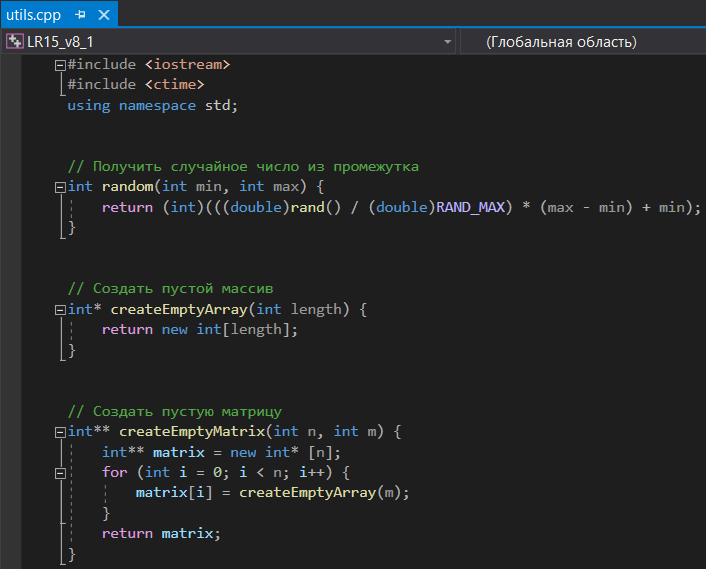 utils.cpp
LR15_v8_1
(Глобальная область)
#include <iostream>
#include <ctime>
using namespace std;
// Получить случайное число из промежутка
int random(int min, int max) {
return (int)(((double)rand() / (double)RAND_MAX) * (max - min) + min);
}
// Создать пустой массив
int* createEmptyArray(int length) {
return new int[length];
}
// Создать пустую матрицу
int** createEmptyMatrix(int n, int m) {
int** matrix = new int* [n];
for (int i = 0; i < n; i++) {
matrix[i] = createEmptyArray(m);
}
return matrix;
}